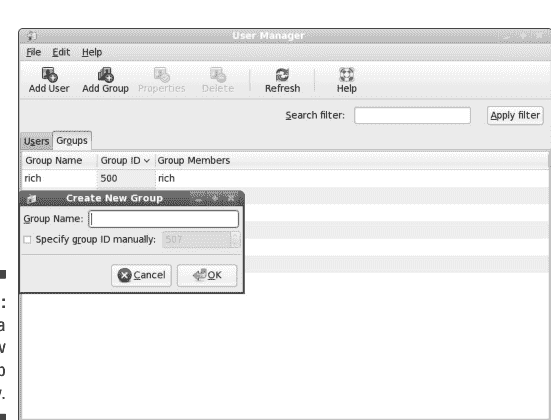 User Manager
File Edit Help
Add User Add Group Properties Delete Refresh Help
Search filter: Apply filter
Users Groups
Group Name Group ID Group Members
rich 500 rich
Create New Group
Group Name:
Specify group ID manually: 507
Cancel OK
:
a
w
p
.